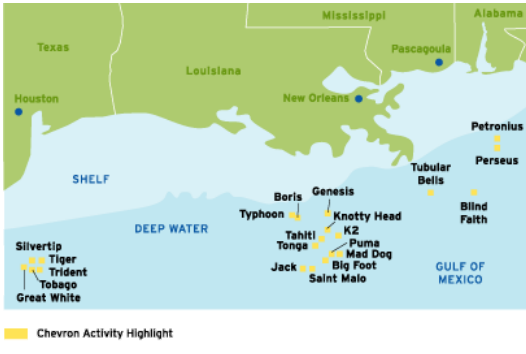 Mississippi
Alabama
Texas
Louisiana
Pascagoula
Houston
New Orleans
Petronius
Perseus
SHELF
Tubular
Bells
Boris
Genesis
Blind
Faith
Typhoon
Knotty Head
DEEP WATER
Tahiti
K2
Tonga
Puma
Silvertip
Mad Dog
Tiger
Big Foot
GULF OF
MEXICO
Trident
Jack
Saint Malo
Tobago
Great White
Chevron Activity Highlight